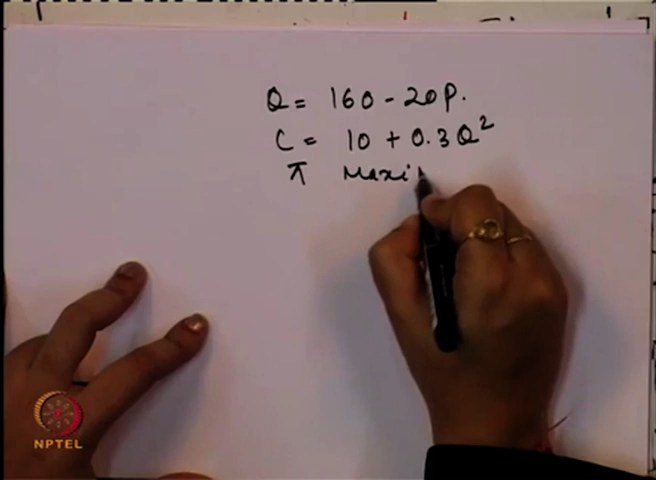 Q = 160 - 20P.
C = 10 + 0.3Q²
π Maxi
NPTEL